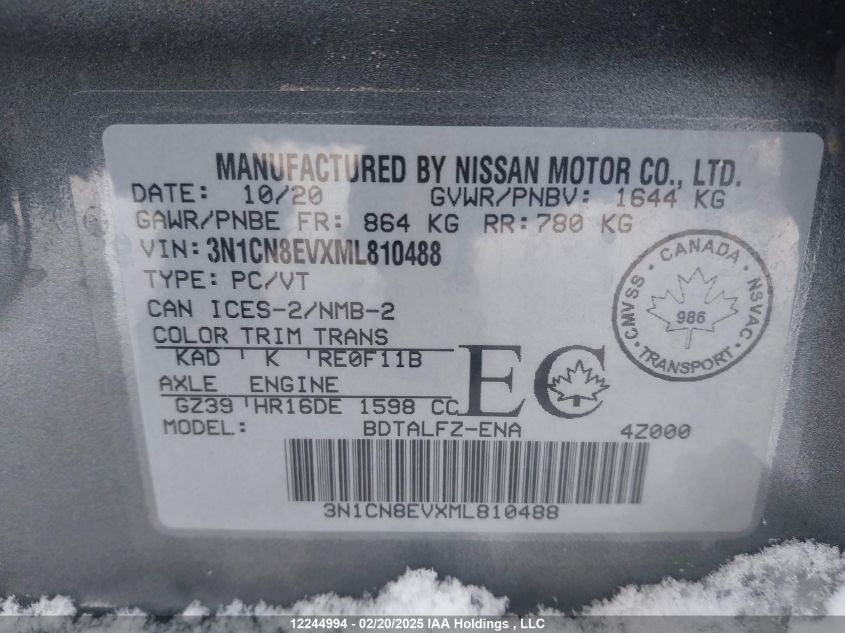 MANUFACTURED BY NISSAN MOTOR CO., LTD.
DATE: 10/20 GVWR/PNBV: 1644 KG
GAWR/PNBE FR: 864 KG RR: 780 KG
VIN: 3N1CN8EVXML810488
TYPE: PC/VT
CAN ICES-2/NMB-2
COLOR TRIM TRANS
KAD K RE0F11B
AXLE ENGINE
GZ39 HR16DE 1598 CC
EC
MODEL: BDTALFZ-ENA 4Z000
3N1CN8EVXML810488
CMVSS • CANADA • NSVAC • TRANSPORT •
986
12244994 - 02/20/2025 IAA Holdings , LLC